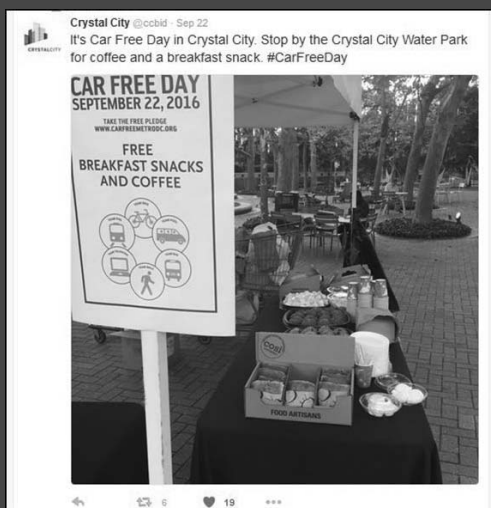 Crystal City @ccbid · Sep 22
It's Car Free Day in Crystal City. Stop by the Crystal City Water Park
for coffee and a breakfast snack. #CarFreeDay
CRYSTALCITY
CAR FREE DAY
SEPTEMBER 22, 2016
TAKE THE FREE PLEDGE
WWW.CARFREEMETRODC.ORG
FREE
BREAKFAST SNACKS
AND COFFEE
cosi
FOOD ARTISANS
6
19